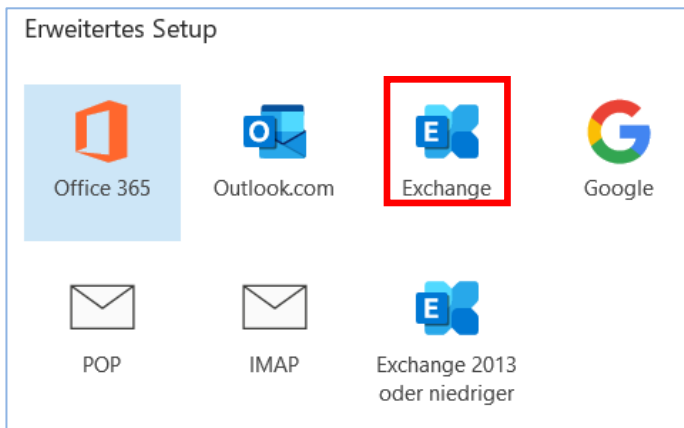 Erweitertes Setup
Office 365
Outlook.com
Exchange
Google
POP
IMAP
Exchange 2013
oder niedriger